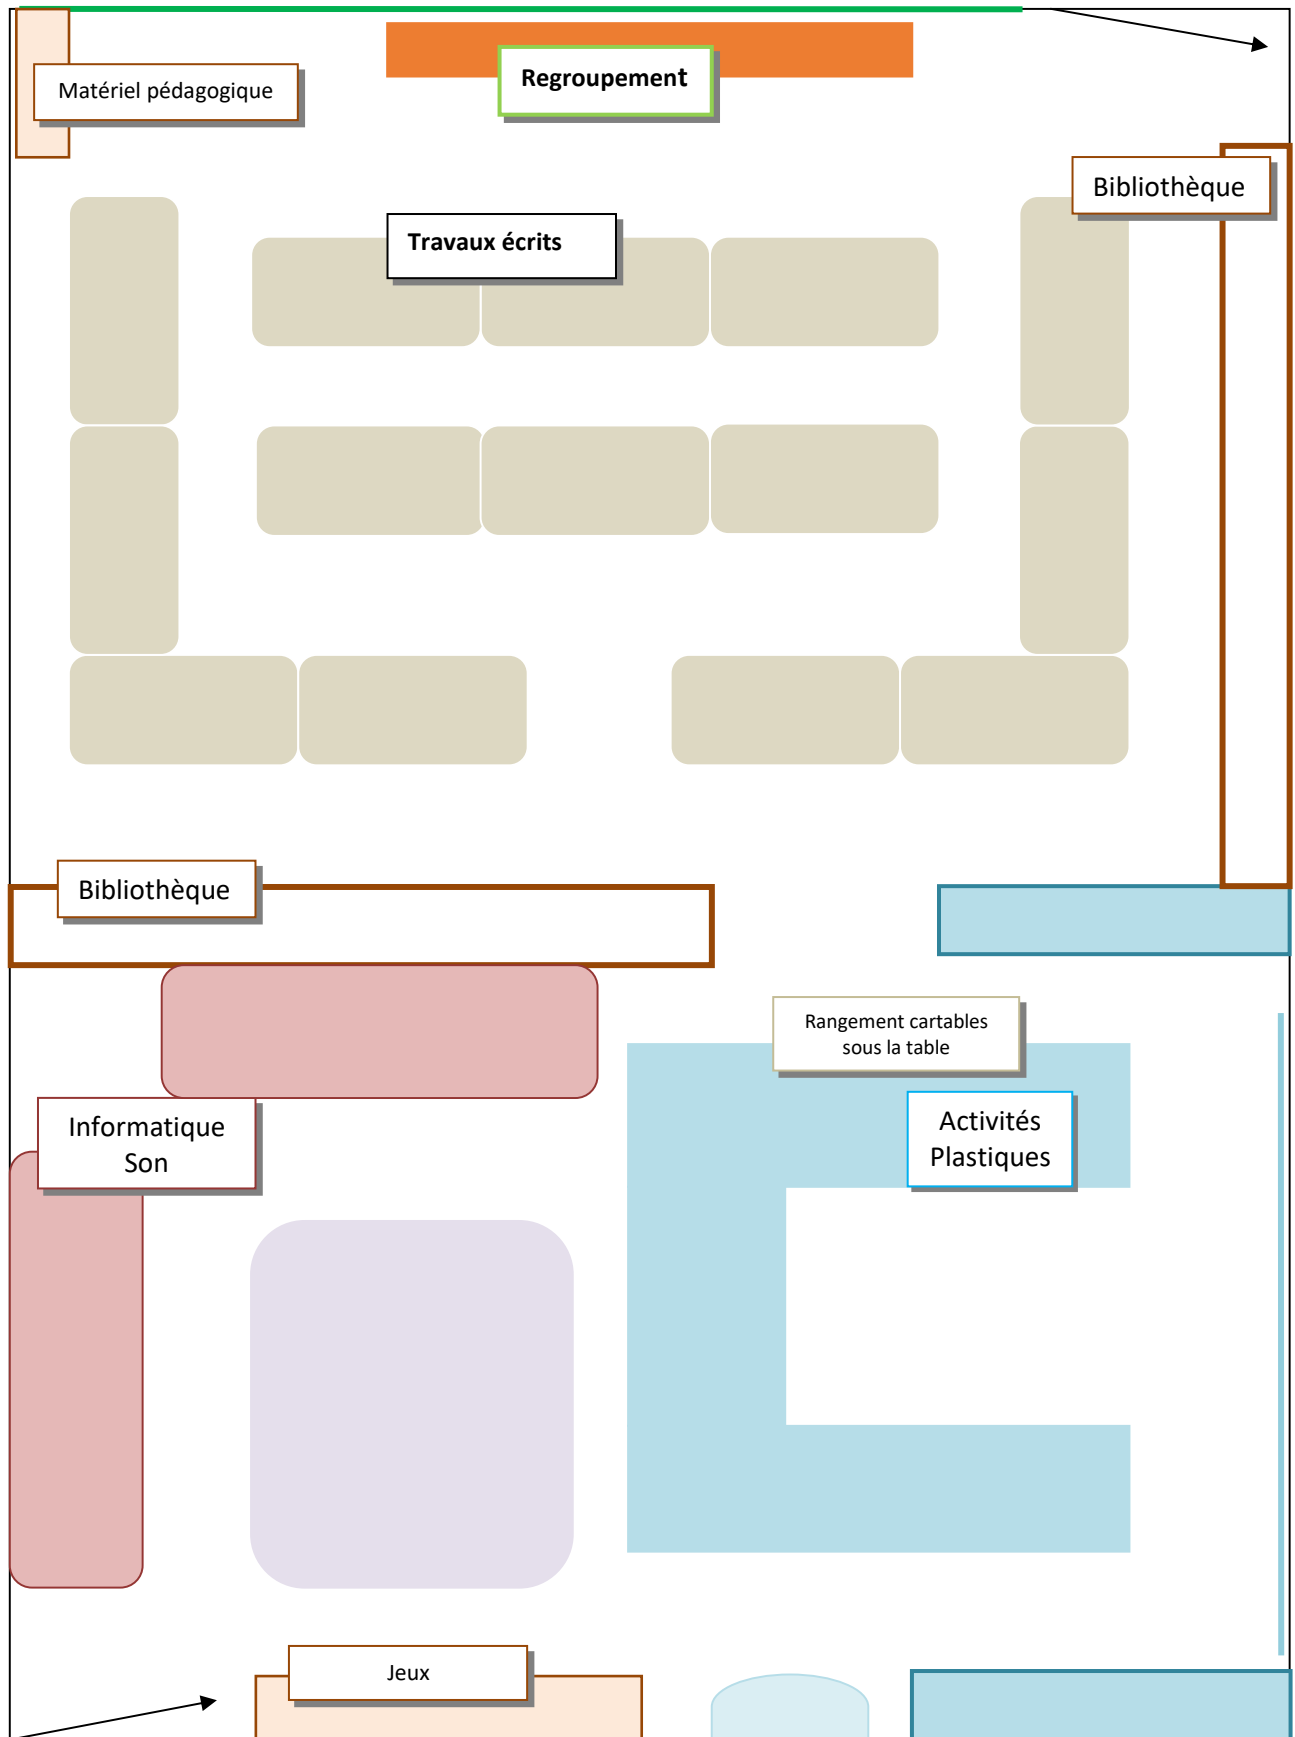 Matériel pédagogique
Regroupement
Bibliothèque
Travaux écrits
Bibliothèque
Rangement cartables
sous la table
Activités
Plastiques
Informatique
Son
Jeux